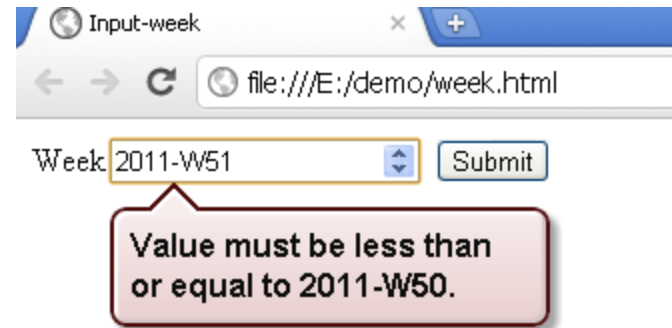 Input-week
file:///E:/demo/week.html
Week 2011-W51 Submit
Value must be less than
or equal to 2011-W50.